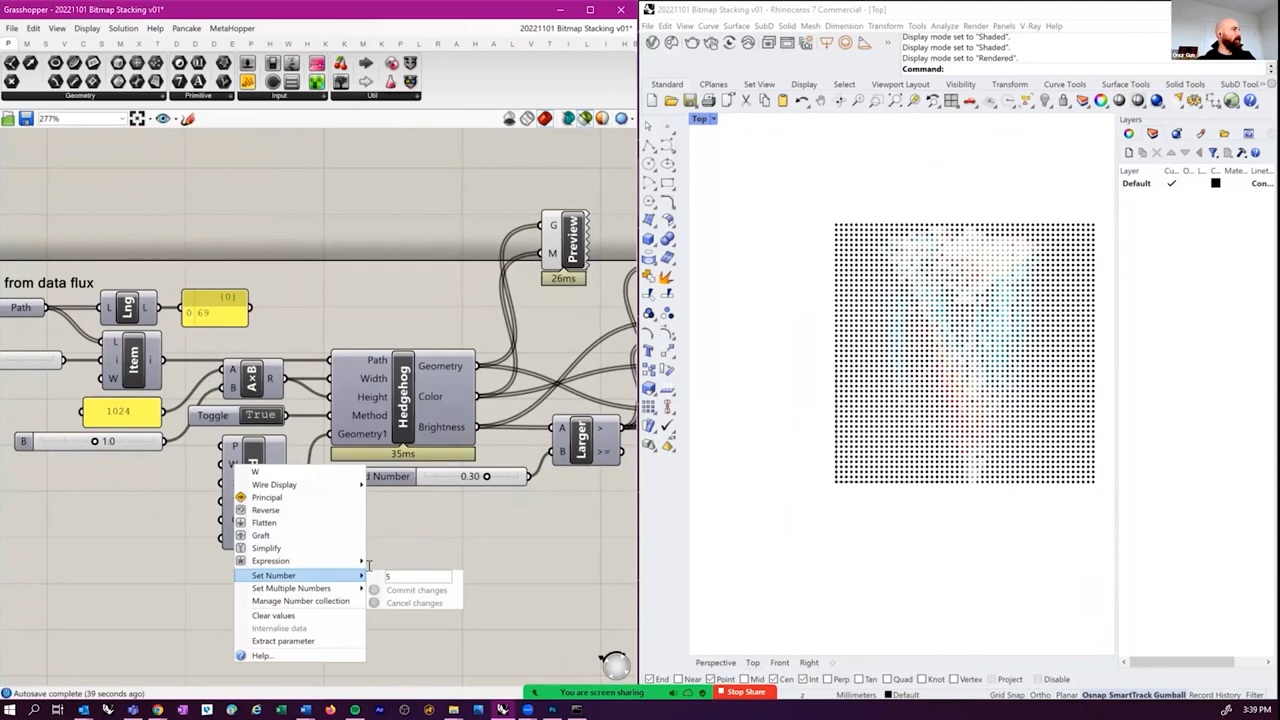 Grasshopper - 20221101 Bitmap Stacking v01*
File Edit View Display Solution Help Pancake MetaHopper
20221101 Bitmap Stacking v01*
Geometry Primitive Input Util
277%
from data flux
Path
Lng
{0}
0 69
Item
A×B
1024
Toggle True
B 1.0
Path
Width
Height
Method
Geometry1
Hedgehog
Geometry
Color
Brightness
35ms
G
M
Preview
26ms
Larger
Number 0.30
W
Wire Display
Principal
Reverse
Flatten
Graft
Simplify
Expression
Set Number
Set Multiple Numbers
Manage Number collection
Clear values
Internalise data
Extract parameter
Help...
5
Commit changes
Cancel changes
Autosave complete (39 seconds ago)
20221101 Bitmap Stacking v01 - Rhinoceros 7 Commercial - [Top]
File Edit View Curve Surface SubD Solid Mesh Dimension Transform Tools Analyze Render Panels V-Ray Help
Display mode set to "Shaded".
Display mode set to "Shaded".
Display mode set to "Rendered".
Command:
Standard CPlanes Set View Display Select Viewport Layout Visibility Transform Curve Tools Surface Tools Solid Tools SubD Tool
Top
Layers
Layer Cu... O... L... C... Mate... Linet...
Default Con...
Perspective Top Front Right
End Near Point Mid Cen Int Perp Tan Quad Knot Vertex Project Disable
z Millimeters Default Grid Snap Ortho Planar Osnap SmartTrack Gumball Record History Filter
You are screen sharing
Stop Share
3:39 PM
Onur Gun